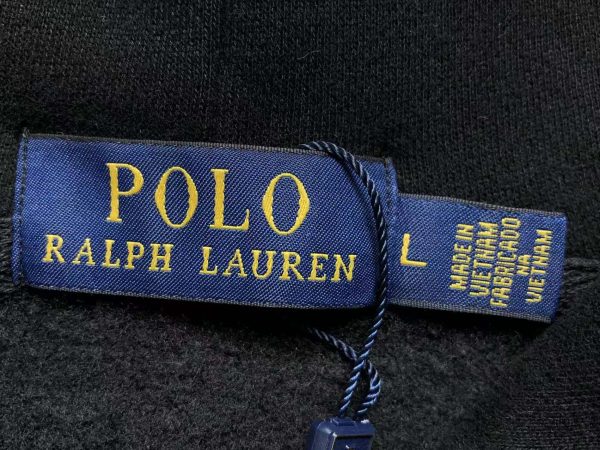 POLO
RALPH LAUREN
L
MADE IN
VIETNAM
FABRICADO
NA
VIETNAM